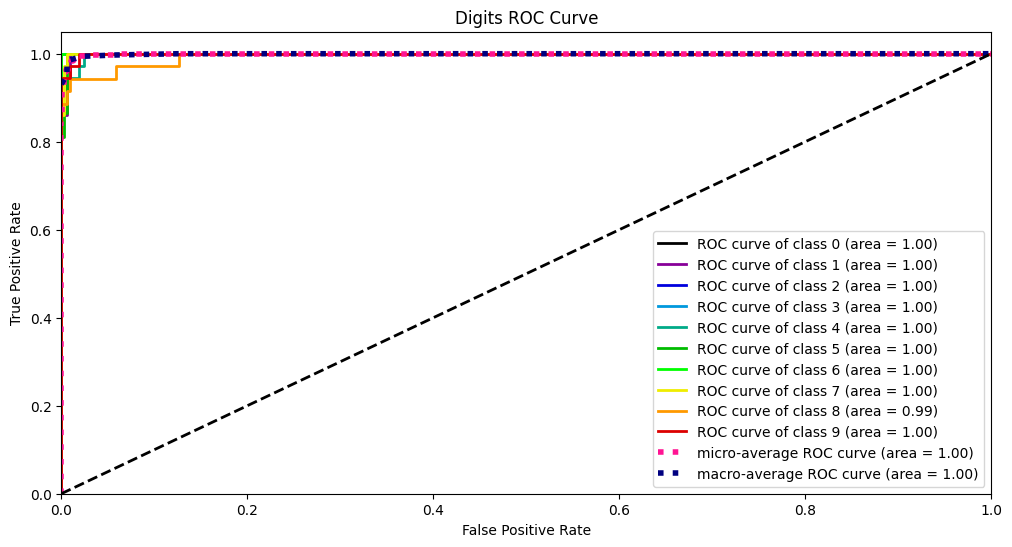 Digits ROC Curve
True Positive Rate
1.0
0.8
0.6
0.4
0.2
0.0
ROC curve of class 0 (area = 1.00)
ROC curve of class 1 (area = 1.00)
ROC curve of class 2 (area = 1.00)
ROC curve of class 3 (area = 1.00)
ROC curve of class 4 (area = 1.00)
ROC curve of class 5 (area = 1.00)
ROC curve of class 6 (area = 1.00)
ROC curve of class 7 (area = 1.00)
ROC curve of class 8 (area = 0.99)
ROC curve of class 9 (area = 1.00)
micro-average ROC curve (area = 1.00)
macro-average ROC curve (area = 1.00)
0.0 0.2 0.4 0.6 0.8 1.0
False Positive Rate